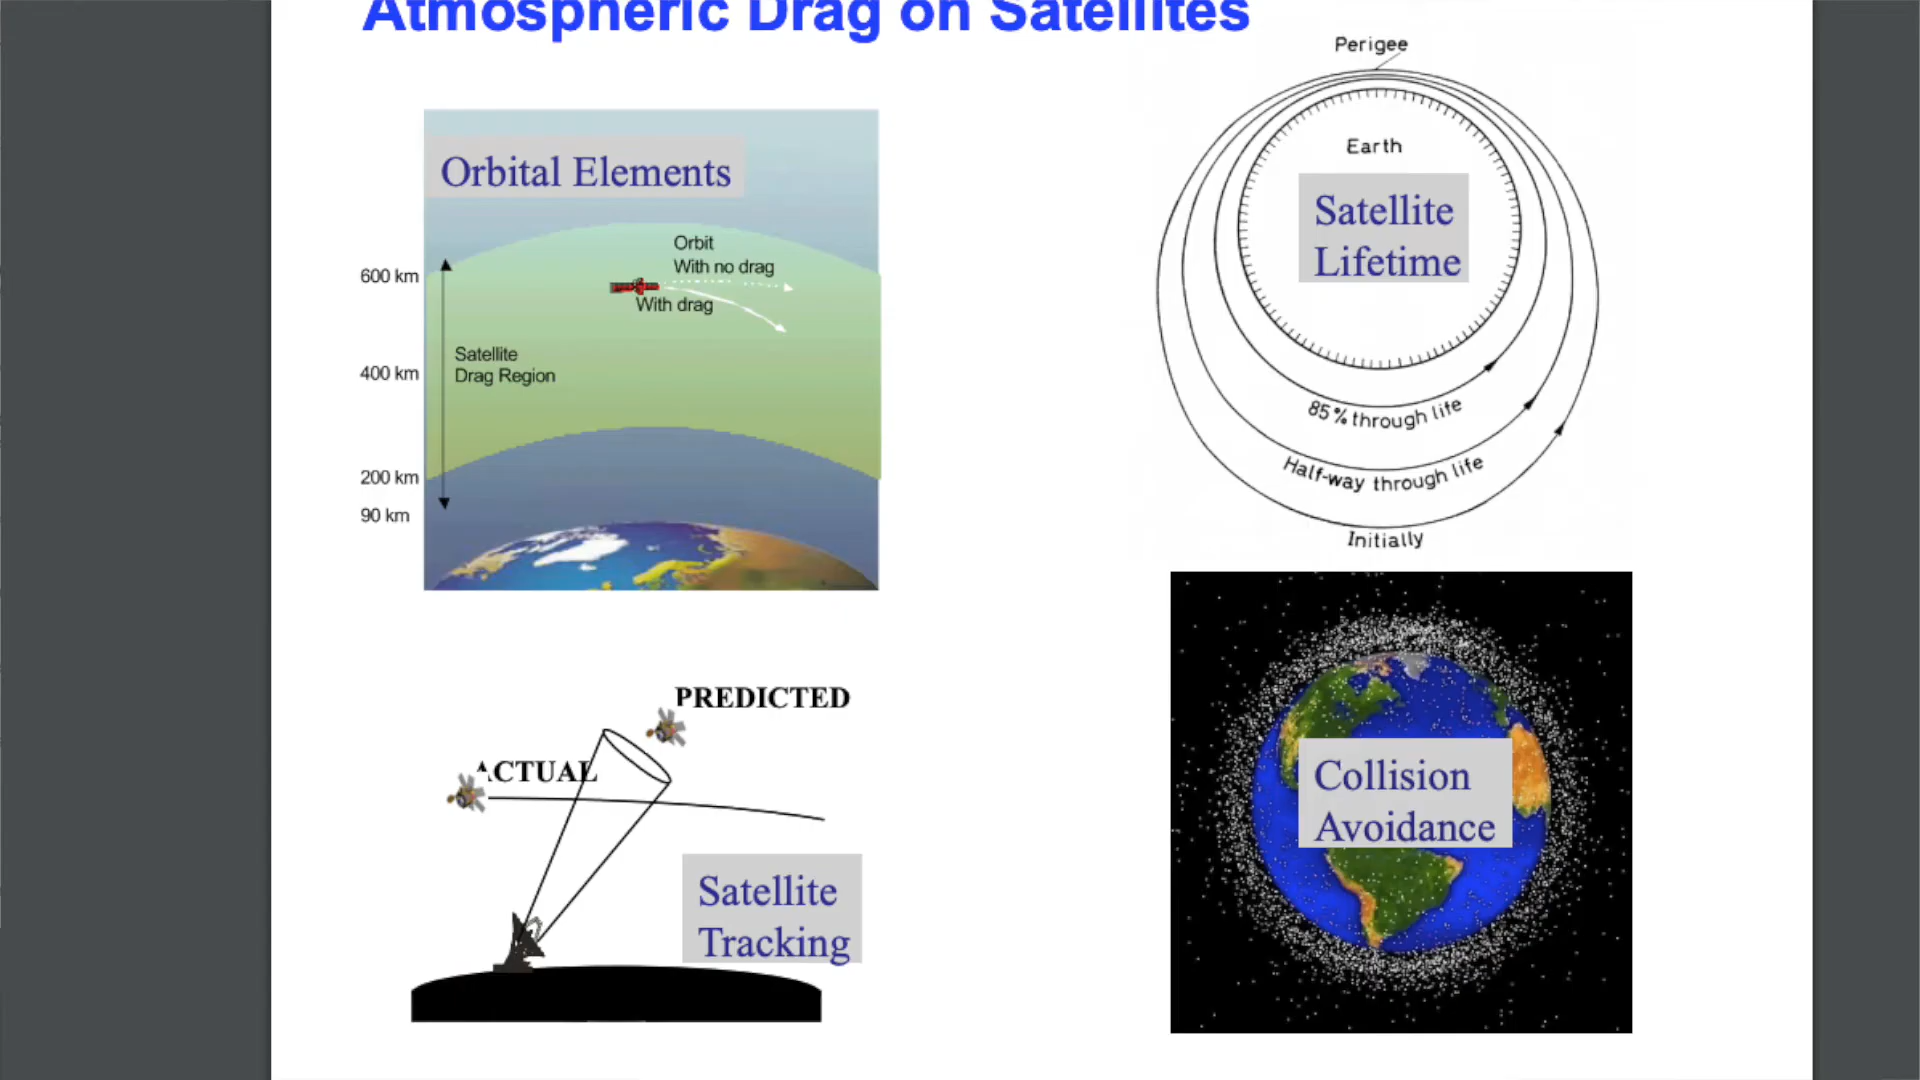 Atmospheric Drag on Satellites
Orbital Elements
Orbit
With no drag
With drag
600 km
Satellite
Drag Region
400 km
200 km
90 km
Perigee
Earth
Satellite
Lifetime
85% through life
Half-way through life
Initially
PREDICTED
ACTUAL
Satellite
Tracking
Collision
Avoidance